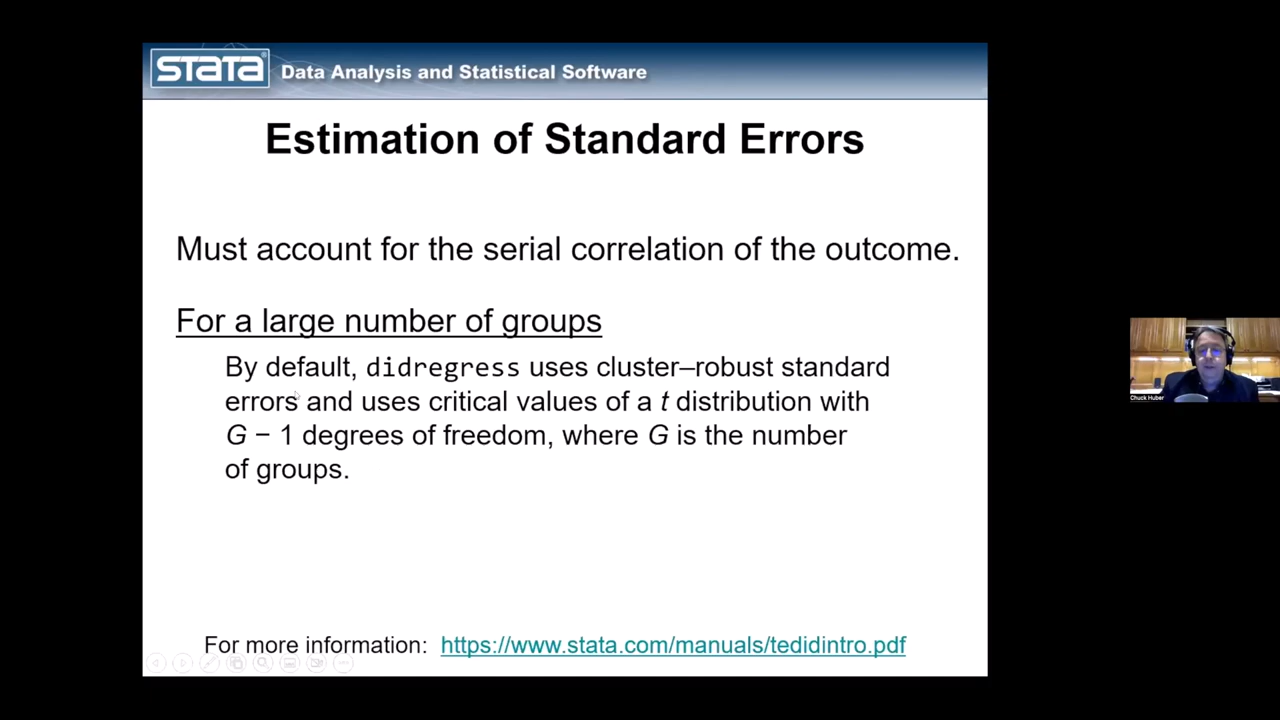 STATA® Data Analysis and Statistical Software
Estimation of Standard Errors
Must account for the serial correlation of the outcome.
For a large number of groups
By default, didregress uses cluster–robust standard
errors and uses critical values of a t distribution with
G − 1 degrees of freedom, where G is the number
of groups.
For more information: https://www.stata.com/manuals/tedidintro.pdf
Chuck Huber